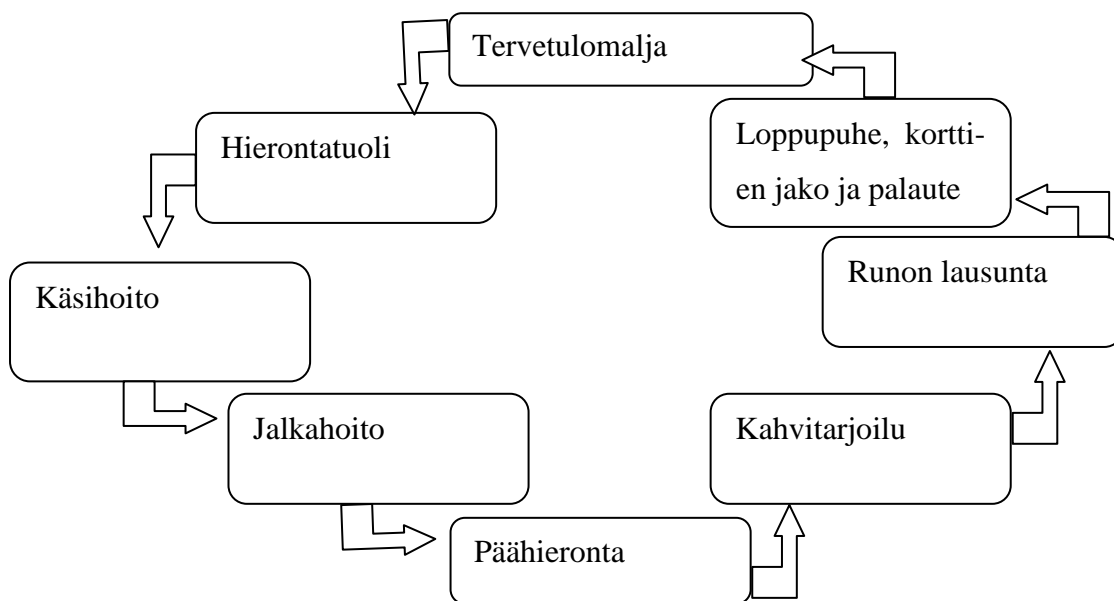 Tervetulomalja
Hierontatuoli
Käsihoito
Jalkahoito
Päähieronta
Kahvitarjoilu
Runon lausunta
Loppupuhe, kortti-
en jako ja palaute